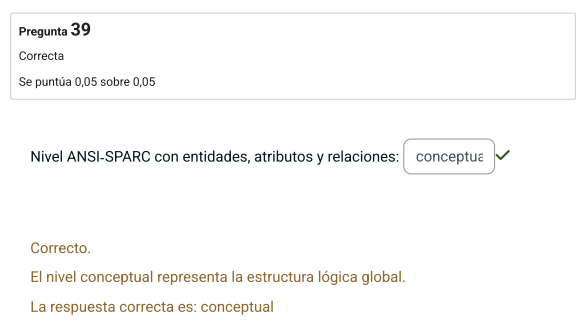 Pregunta 39
Correcta
Se puntúa 0,05 sobre 0,05
Nivel ANSI-SPARC con entidades, atributos y relaciones: conceptua
Correcto.
El nivel conceptual representa la estructura lógica global.
La respuesta correcta es: conceptual